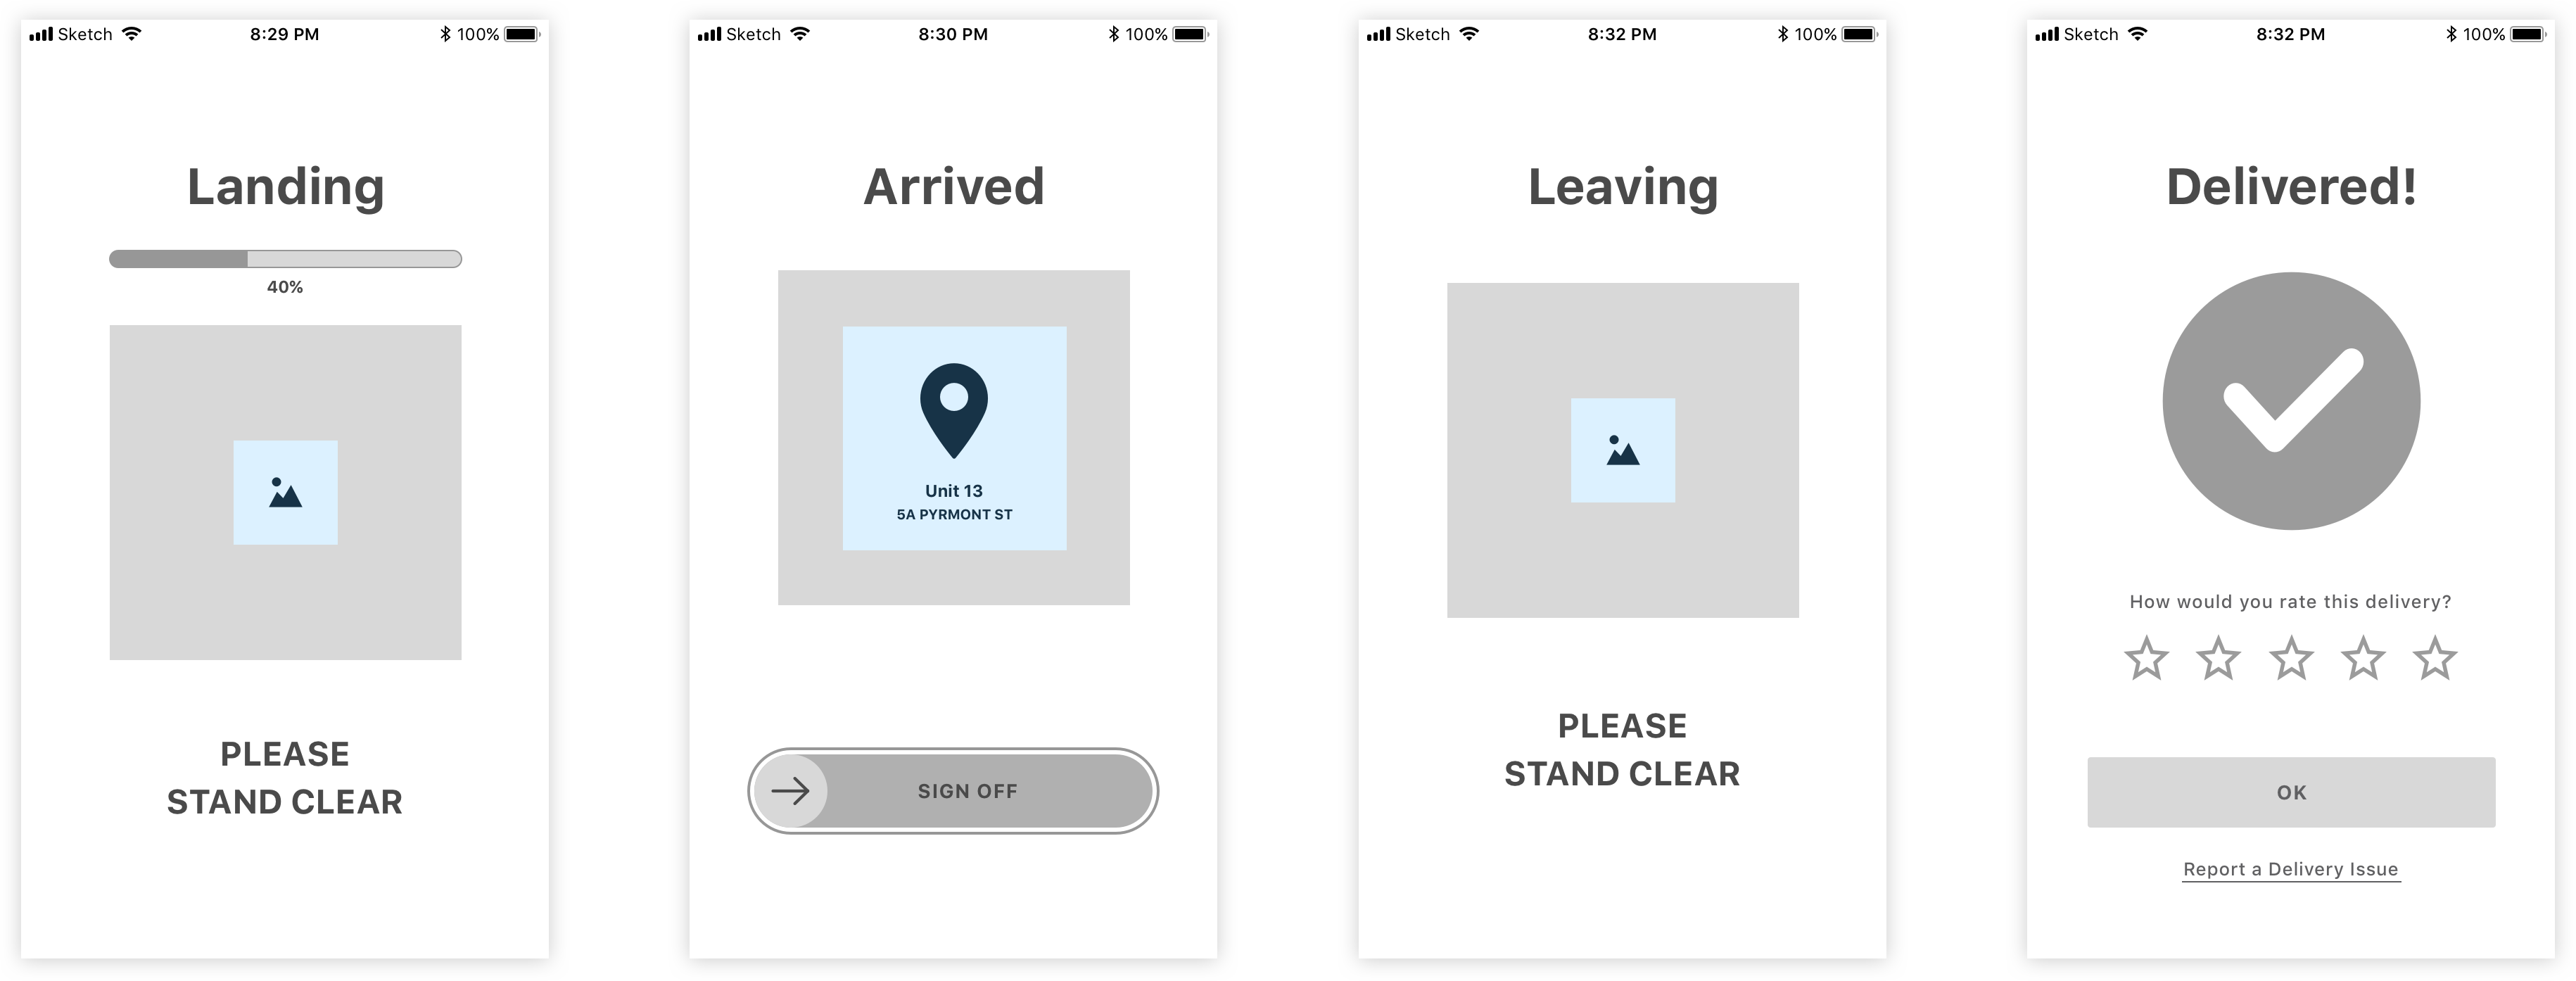 Sketch 8:29 PM 100%
Landing
40%
PLEASE
STAND CLEAR
Sketch 8:30 PM 100%
Arrived
Unit 13
5A PYRMONT ST
SIGN OFF
Sketch 8:32 PM 100%
Leaving
PLEASE
STAND CLEAR
Sketch 8:32 PM 100%
Delivered!
How would you rate this delivery?
OK
Report a Delivery Issue